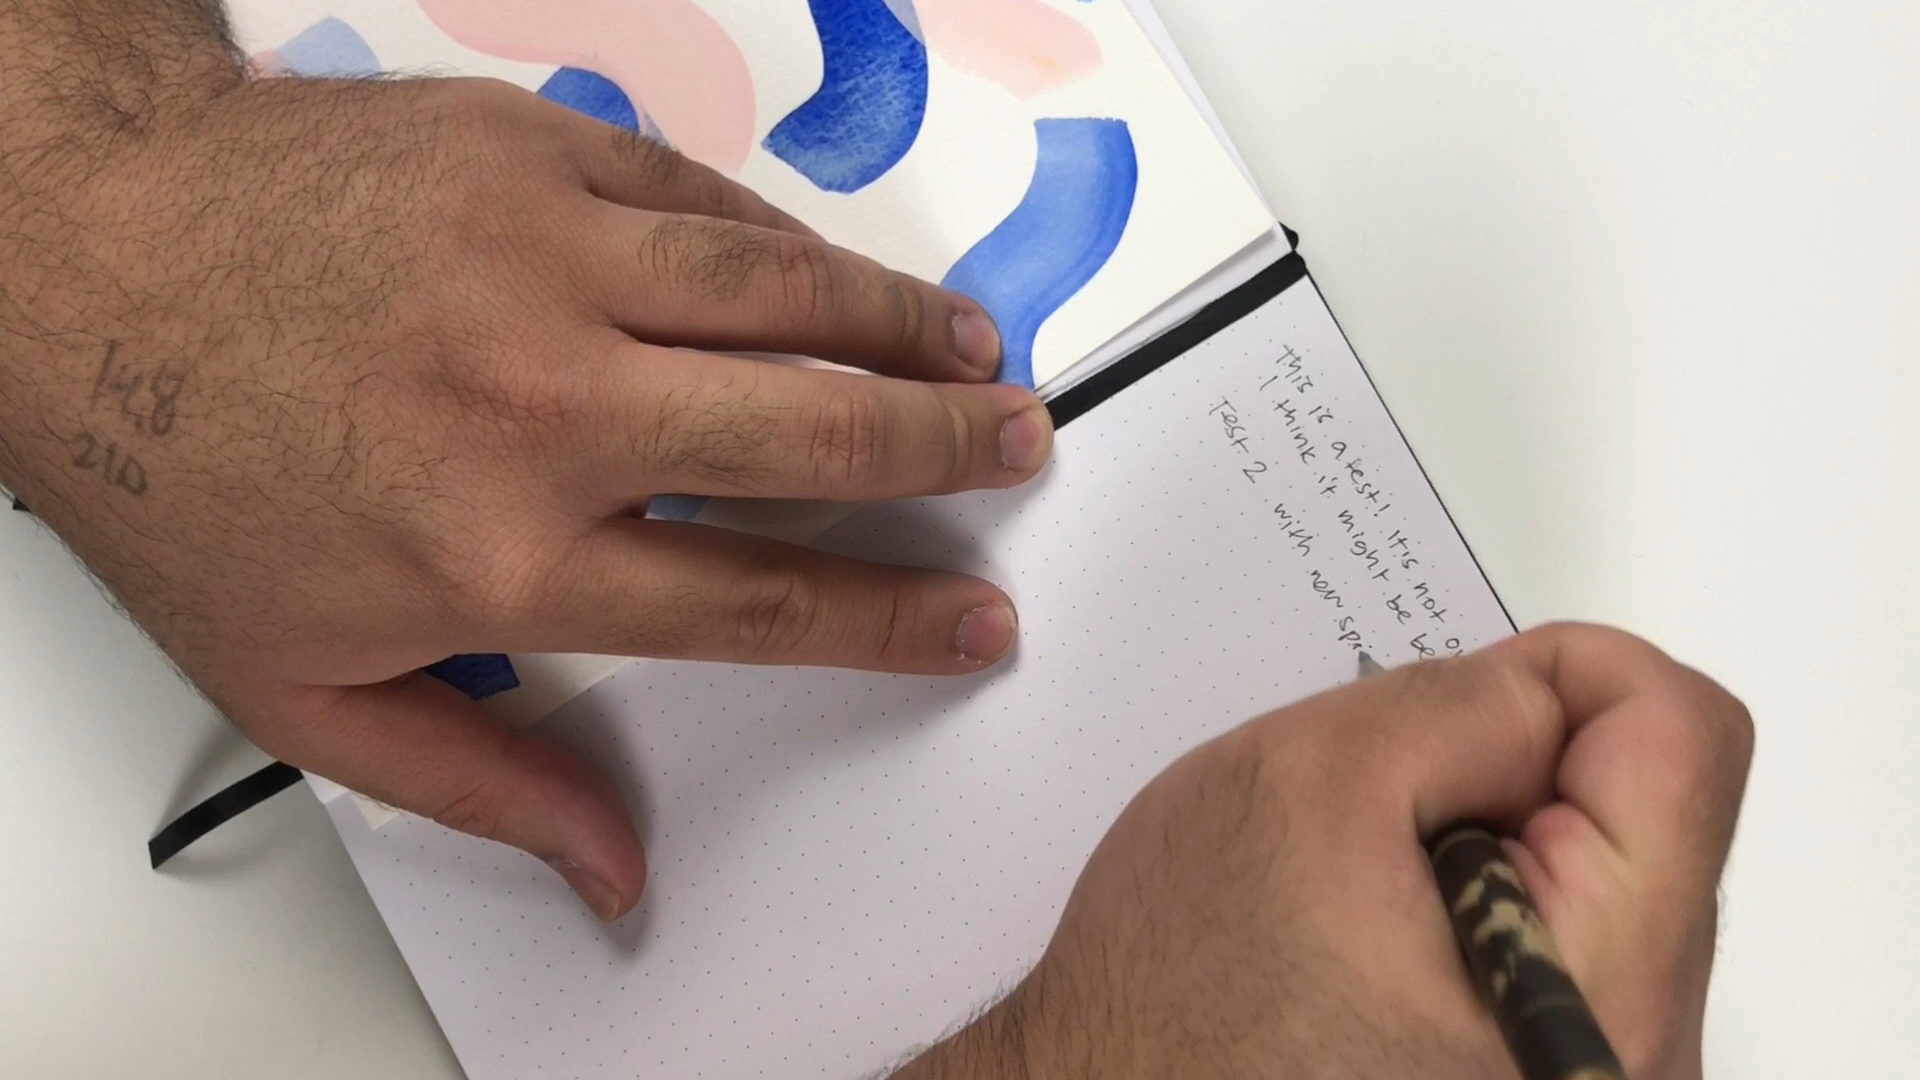 This is a test! It's not
I think it might be
Test 2 with new
148
210